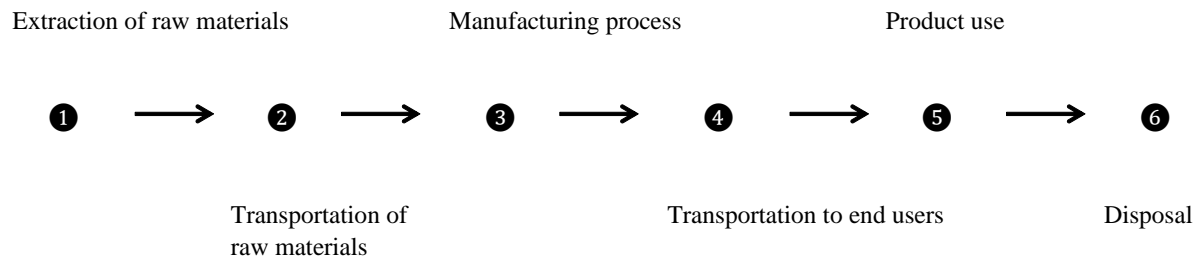 Extraction of raw materials
Manufacturing process
Product use
❶ ❷ ❸ ❹ ❺ ❻
Transportation of
raw materials
Transportation to end users
Disposal